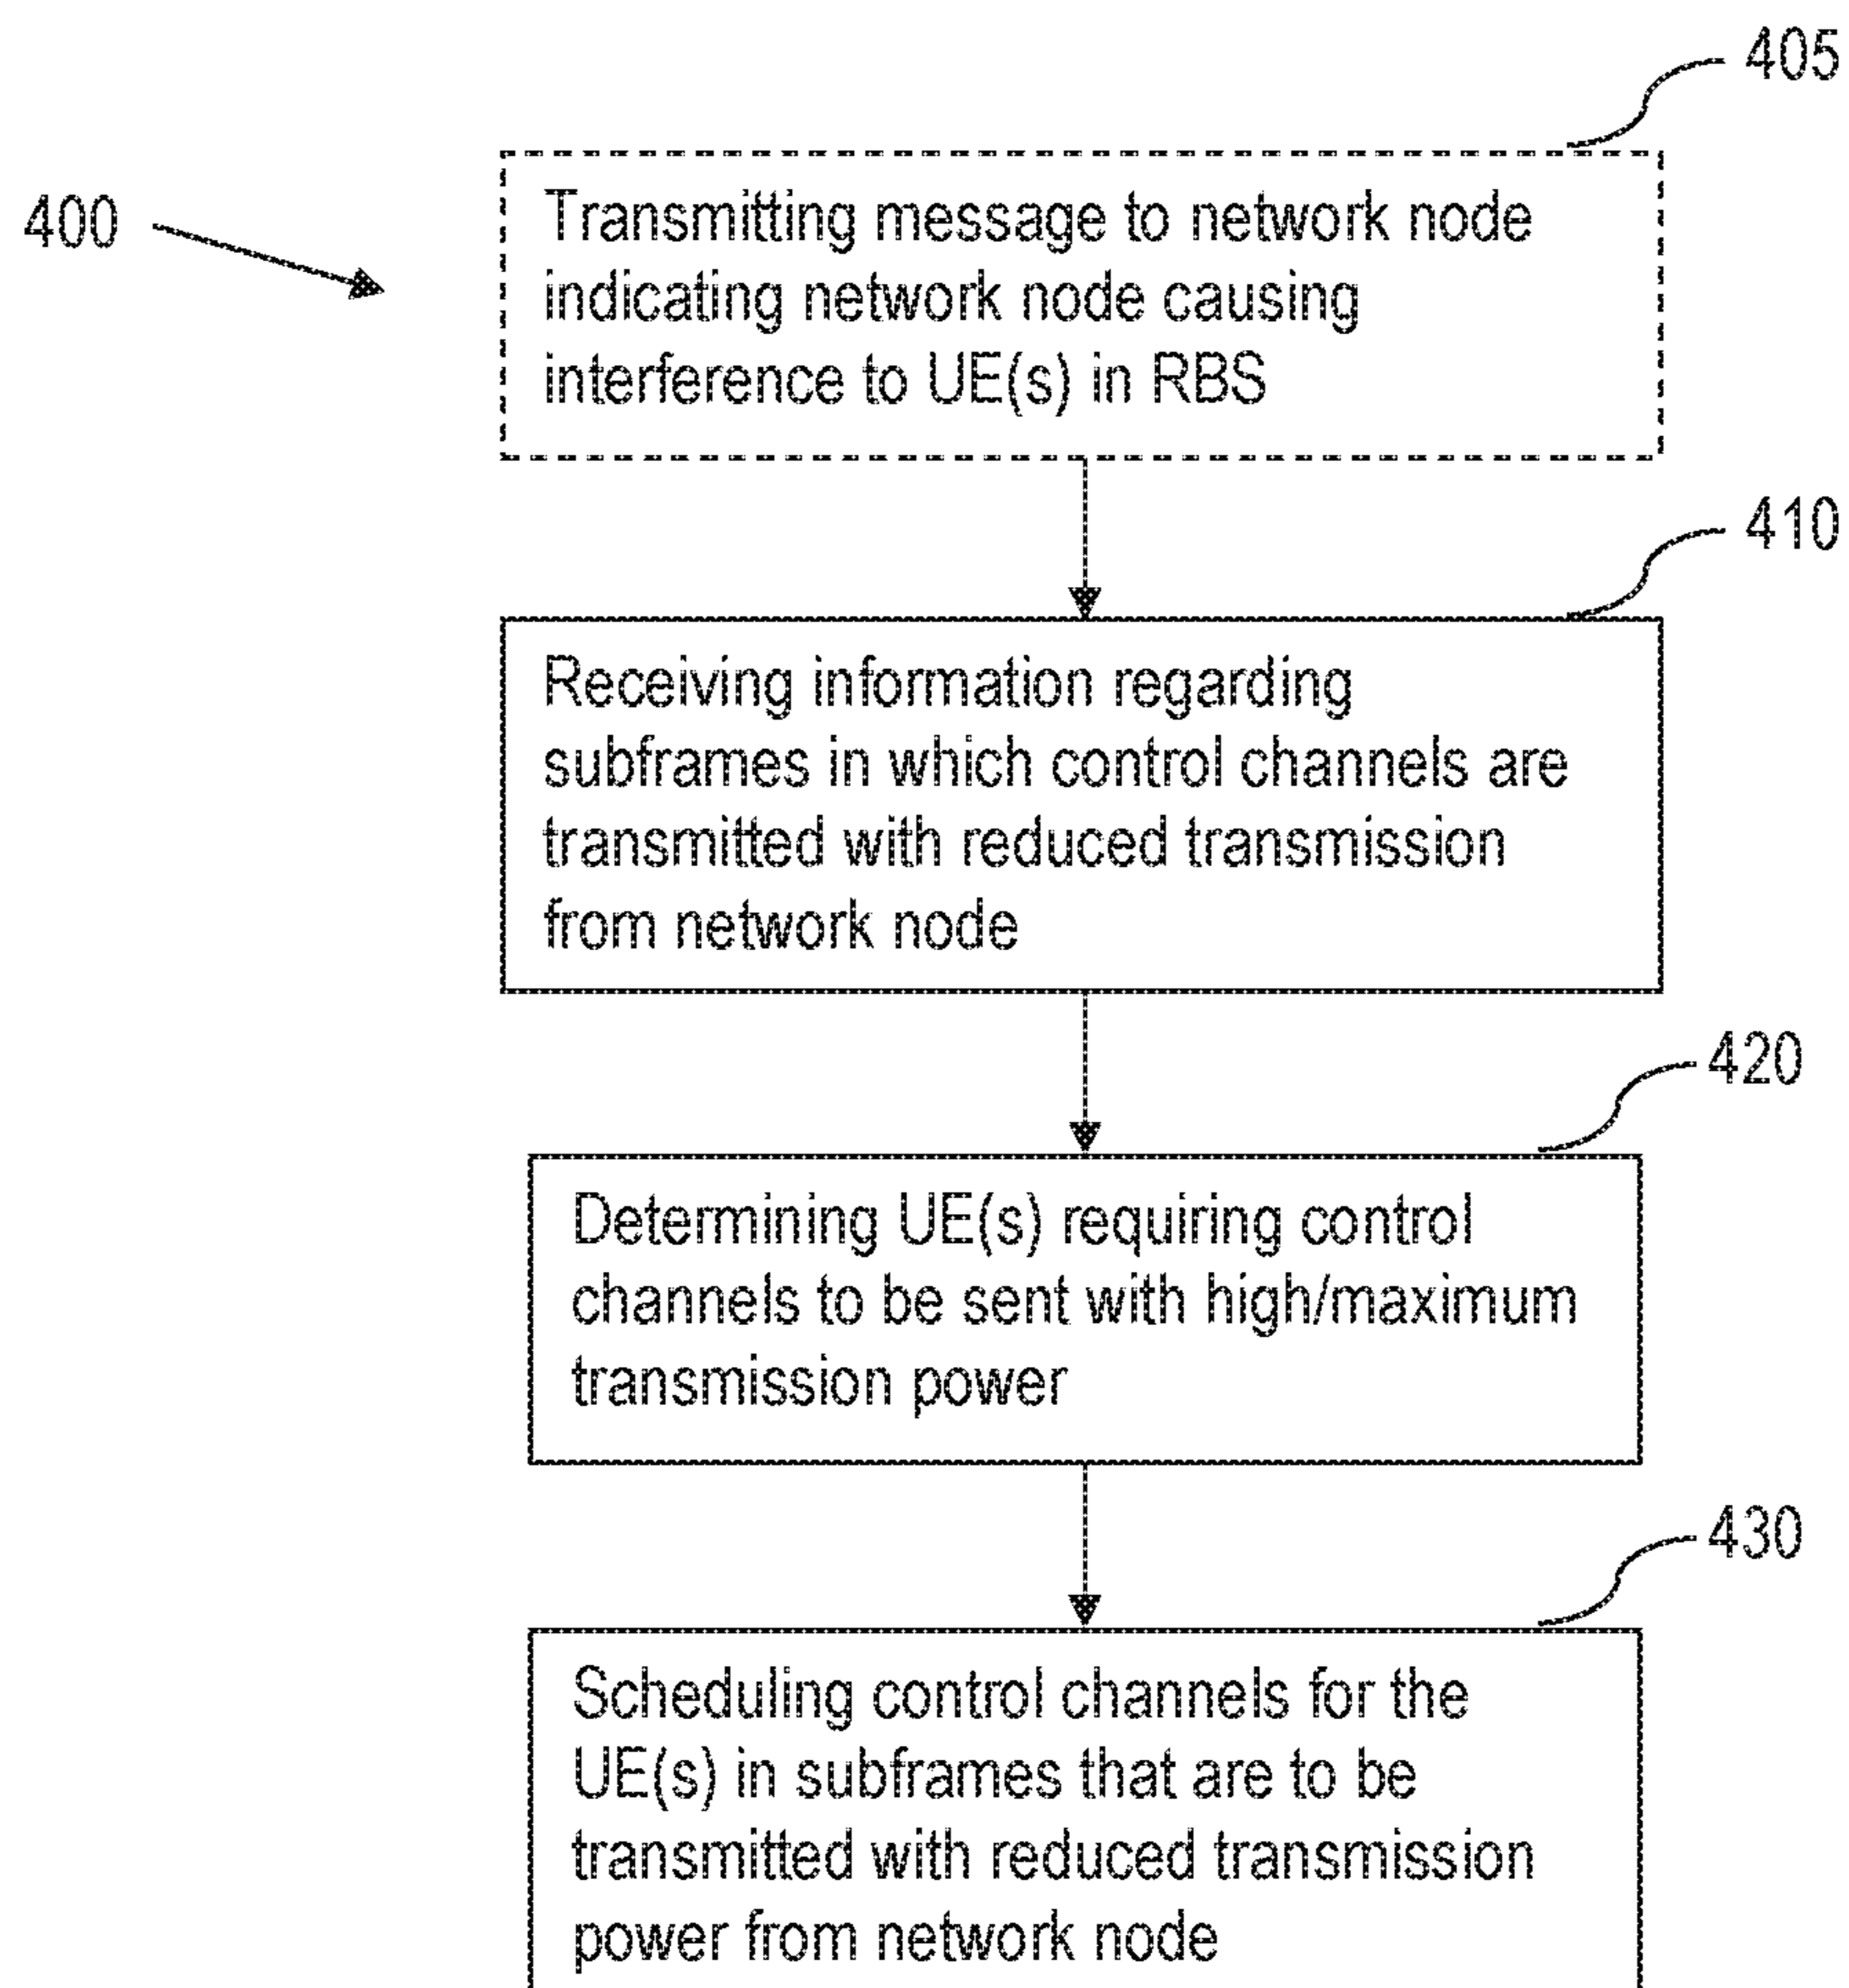 405
400
Transmitting message to network node
indicating network node causing
interference to UE(s) in RBS
410
Receiving information regarding
subframes in which control channels are
transmitted with reduced transmission
from network node
420
Determining UE(s) requiring control
channels to be sent with high/maximum
transmission power
430
Scheduling control channels for the
UE(s) in subframes that are to be
transmitted with reduced transmission
power from network node